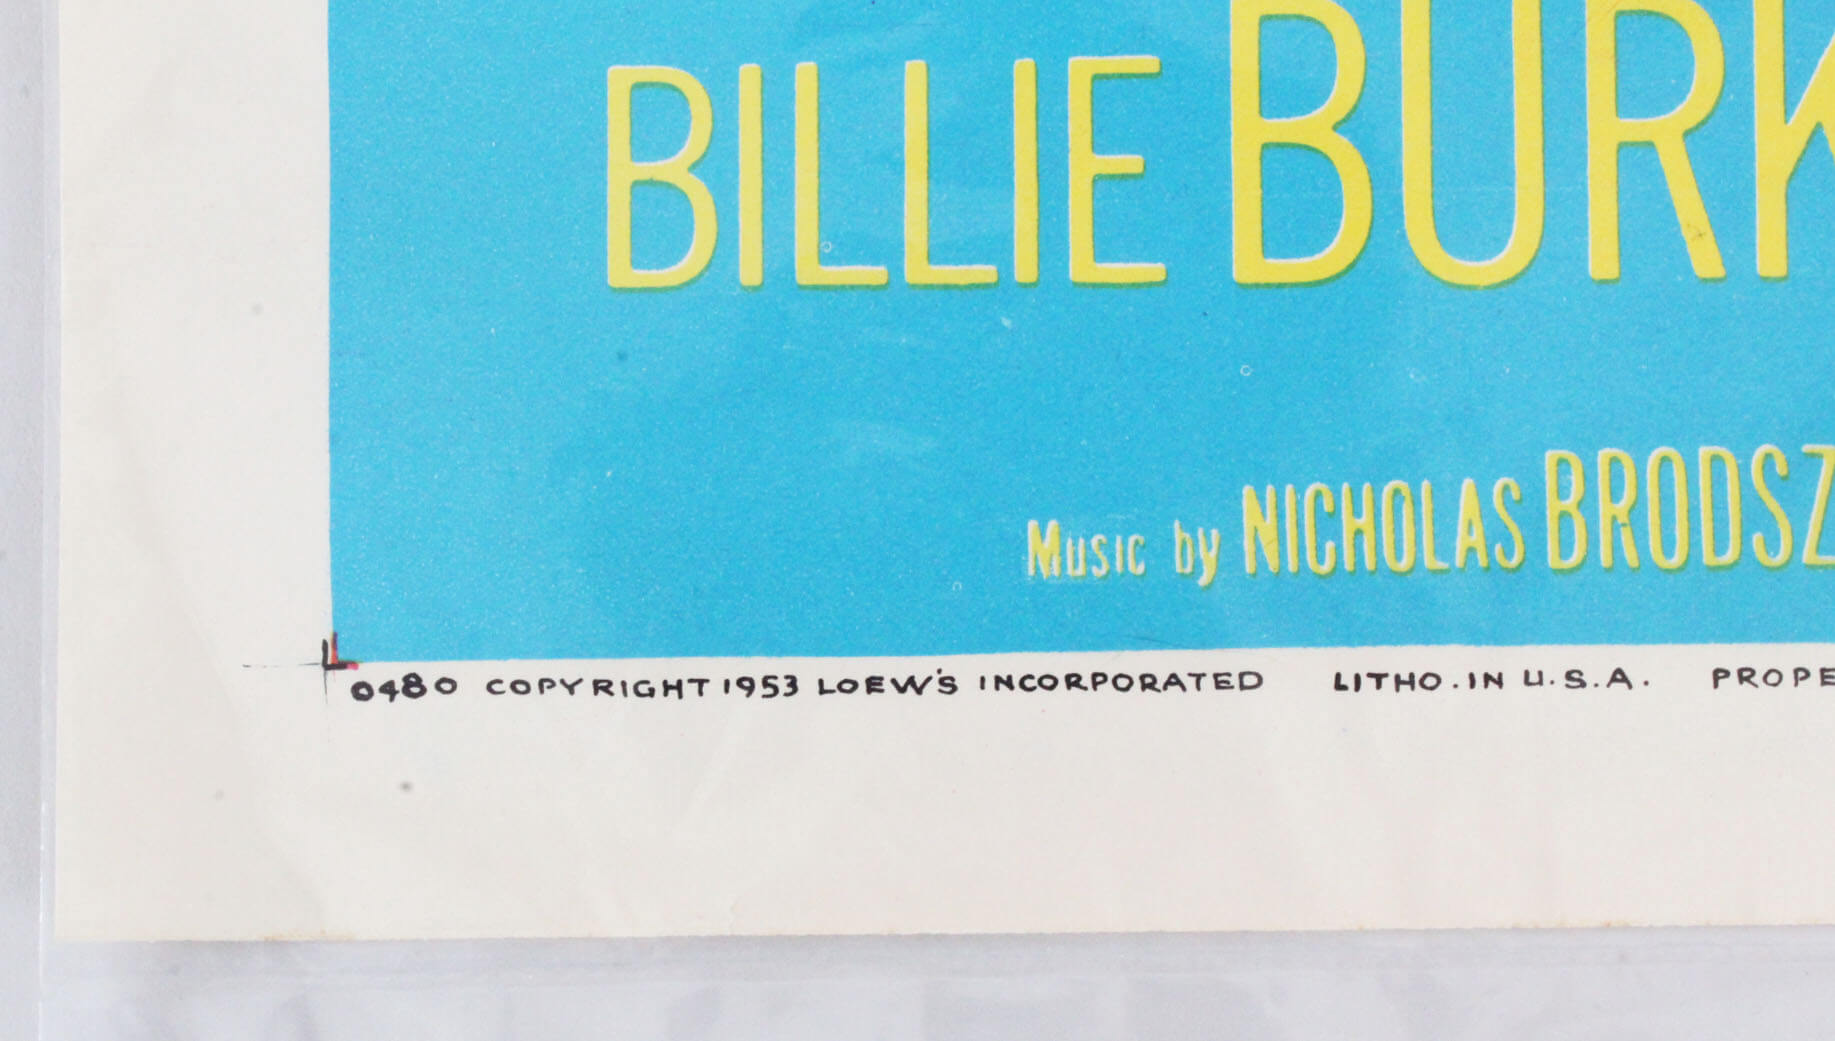 BILLIE BURK
Music by NICHOLAS BRODSZ
0480 COPYRIGHT 1953 LOEW'S INCORPORATED LITHO. IN U.S.A. PROPE